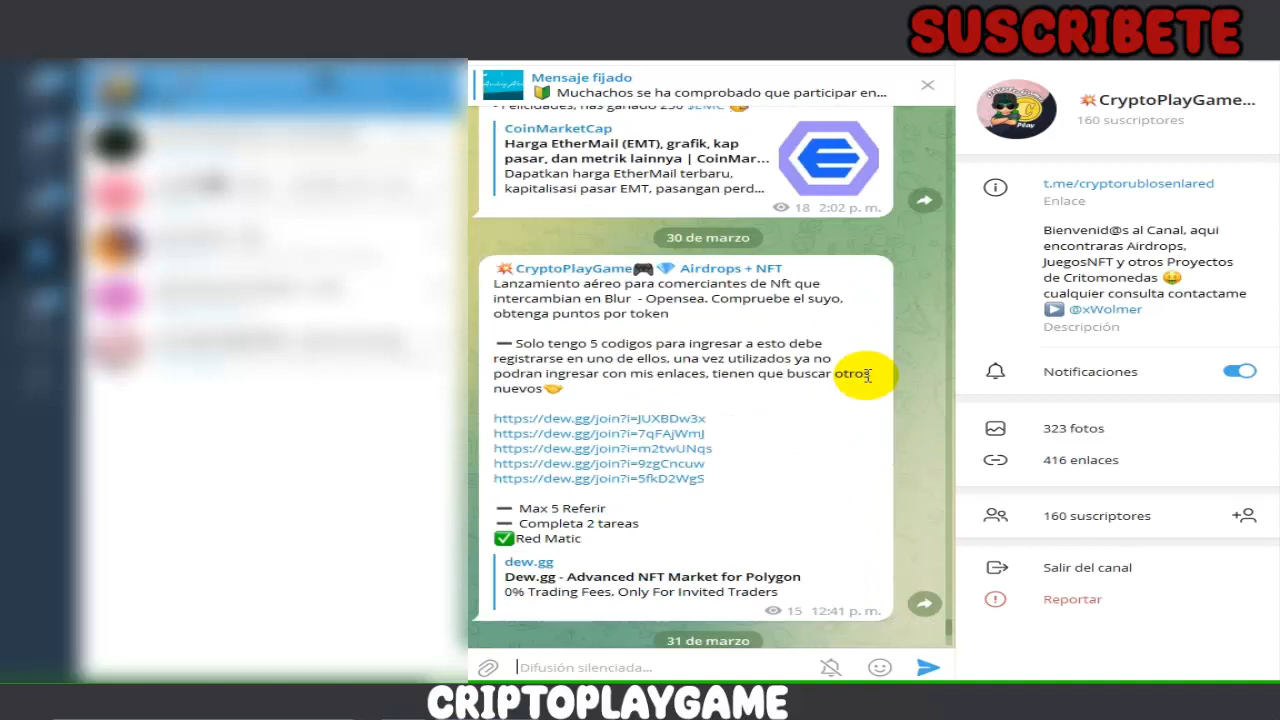 SUSCRIBETE
Mensaje fijado
🔰 Muchachos se ha comprobado que participar en...
- Felicidades, has ganado 250 $EMC
CoinMarketCap
Harga EtherMail (EMT), grafik, kap
pasar, dan metrik lainnya | CoinMar...
Dapatkan harga EtherMail terbaru,
kapitalisasi pasar EMT, pasangan perd...
18 2:02 p. m.
30 de marzo
💥CryptoPlayGame🎮💎 Airdrops + NFT
Lanzamiento aéreo para comerciantes de Nft que
intercambian en Blur - Opensea. Compruebe el suyo,
obtenga puntos por token
➖ Solo tengo 5 codigos para ingresar a esto debe
registrarse en uno de ellos, una vez utilizados ya no
podran ingresar con mis enlaces, tienen que buscar otros
nuevos🤝
https://dew.gg/join?i=JUXBDw3x
https://dew.gg/join?i=7qFAjWmJ
https://dew.gg/join?i=m2twUNqs
https://dew.gg/join?i=9zgCncuw
https://dew.gg/join?i=5fkD2WgS
➖ Max 5 Referir
➖ Completa 2 tareas
✅Red Matic
dew.gg
Dew.gg - Advanced NFT Market for Polygon
0% Trading Fees, Only For Invited Traders
15 12:41 p. m.
31 de marzo
Difusión silenciada...
💥CryptoPlayGame...
160 suscriptores
t.me/cryptorublosenlared
Enlace
Bienvenid@s al Canal, aqui
encontraras Airdrops,
JuegosNFT y otros Proyectos
de Critomonedas 🤑
cualquier consulta contactame
▶️ @xWolmer
Descripción
Notificaciones
323 fotos
416 enlaces
160 suscriptores
Salir del canal
Reportar
CRIPTOPLAYGAME